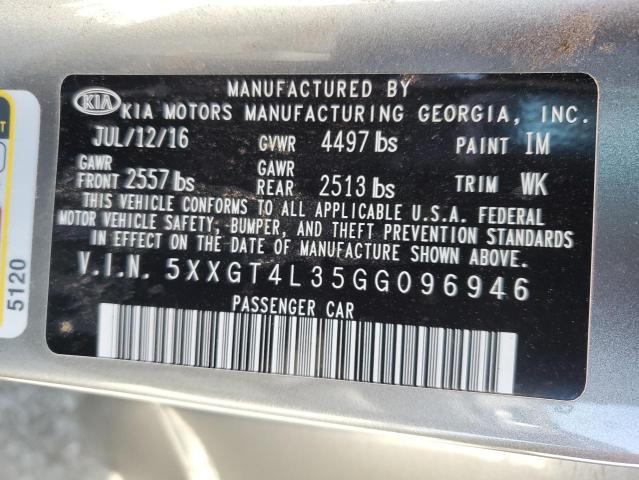 MANUFACTURED BY
KIA KIA MOTORS MANUFACTURING GEORGIA, INC.
JUL/12/16 GVWR 4497 lbs PAINT IM
GAWR FRONT 2557 lbs GAWR REAR 2513 lbs TRIM WK
THIS VEHICLE CONFORMS TO ALL APPLICABLE U.S.A. FEDERAL
MOTOR VEHICLE SAFETY, BUMPER, AND THEFT PREVENTION STANDARDS
IN EFFECT ON THE DATE OF MANUFACTURE SHOWN ABOVE.
V.I.N. 5XXGT4L35GG096946
PASSENGER CAR
5120